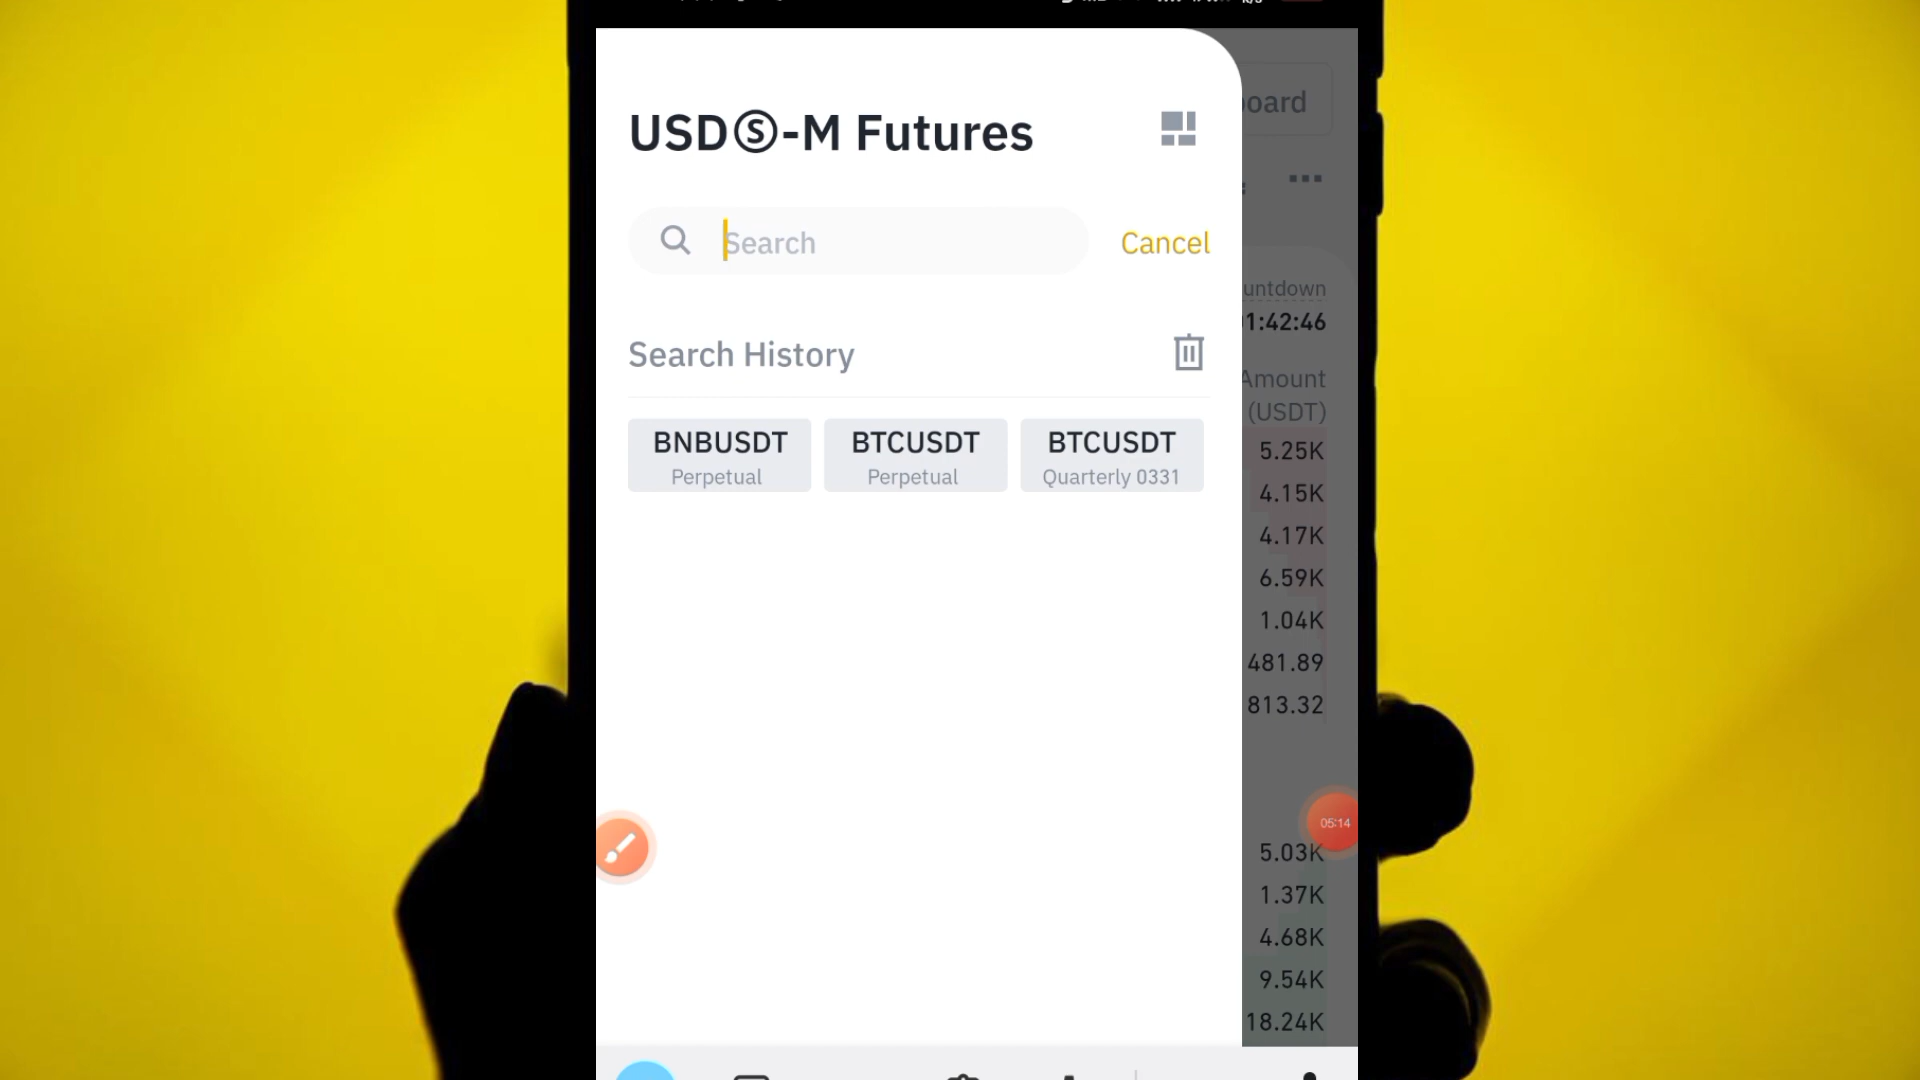 board
USDⓈ-M Futures
Search
Cancel
untdown
1:42:46
Search History
Amount
(USDT)
BNBUSDT
Perpetual
BTCUSDT
Perpetual
BTCUSDT
Quarterly 0331
5.25K
4.15K
4.17K
6.59K
1.04K
481.89
813.32
05:14
5.03K
1.37K
4.68K
9.54K
18.24K